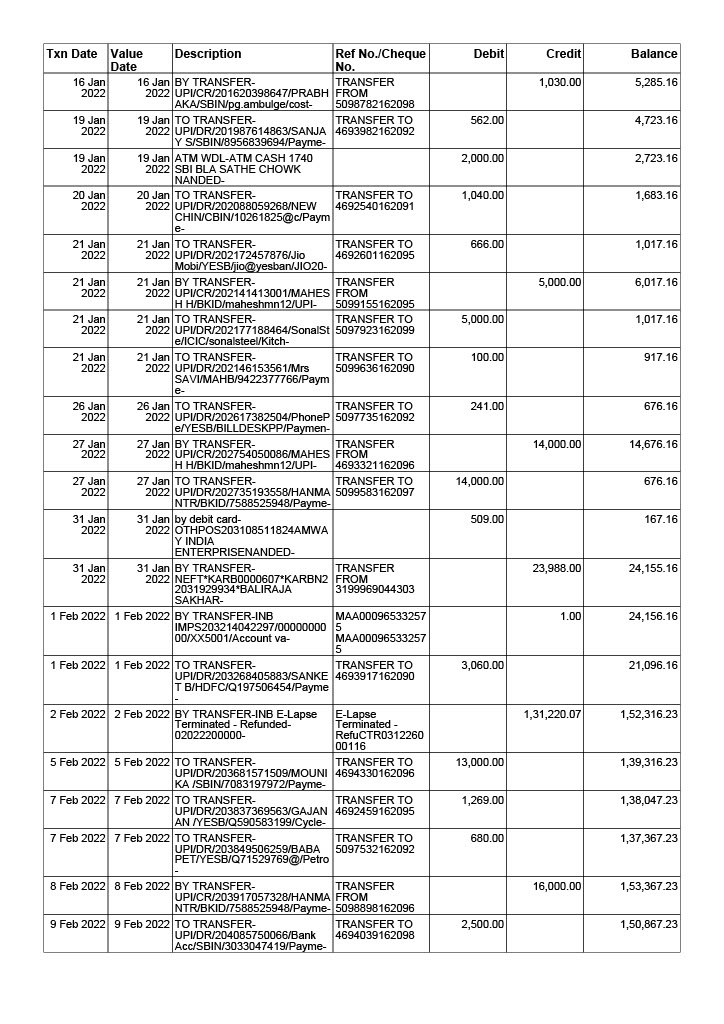 Txn Date Value Date Description Ref No./Cheque No. Debit Credit Balance
16 Jan 2022 16 Jan 2022 BY TRANSFER-UPI/CR/201620398647/PRABHAKA/SBIN/pg.ambulge/cost- TRANSFER FROM 5098782162098 1,030.00 5,285.16
19 Jan 2022 19 Jan 2022 TO TRANSFER-UPI/DR/201987614863/SANJAY S/SBIN/8956839694/Payme- TRANSFER TO 4693982162092 562.00 4,723.16
19 Jan 2022 19 Jan 2022 ATM WDL-ATM CASH 1740 SBI BLA SATHE CHOWK NANDED- 2,000.00 2,723.16
20 Jan 2022 20 Jan 2022 TO TRANSFER-UPI/DR/202088059268/NEW CHIN/CBIN/10261825@c/Payme- TRANSFER TO 4692540162091 1,040.00 1,683.16
21 Jan 2022 21 Jan 2022 TO TRANSFER-UPI/DR/202172457876/Jio Mobi/YESB/jio@yesban/JIO20- TRANSFER TO 4692601162095 666.00 1,017.16
21 Jan 2022 21 Jan 2022 BY TRANSFER-UPI/CR/202141413001/MAHESH H/BKID/maheshmn12/UPI- TRANSFER FROM 5099155162095 5,000.00 6,017.16
21 Jan 2022 21 Jan 2022 TO TRANSFER-UPI/DR/202177188464/SonalSte/ICIC/sonalsteel/Kitch- TRANSFER TO 5097923162099 5,000.00 1,017.16
21 Jan 2022 21 Jan 2022 TO TRANSFER-UPI/DR/202146153561/Mrs SAVI/MAHB/9422377766/Payme- TRANSFER TO 5099636162090 100.00 917.16
26 Jan 2022 26 Jan 2022 TO TRANSFER-UPI/DR/202617382504/PhonePe/YESB/BILLDESKPP/Paymen- TRANSFER TO 5097735162092 241.00 676.16
27 Jan 2022 27 Jan 2022 BY TRANSFER-UPI/CR/202754050086/MAHESH H/BKID/maheshmn12/UPI- TRANSFER FROM 4693321162096 14,000.00 14,676.16
27 Jan 2022 27 Jan 2022 TO TRANSFER-UPI/DR/202735193558/HANMANTR/BKID/7588525948/Payme- TRANSFER TO 5099583162097 14,000.00 676.16
31 Jan 2022 31 Jan 2022 by debit card-OTHPOS203108511824AMWAY INDIA ENTERPRISENANDED- 509.00 167.16
31 Jan 2022 31 Jan 2022 BY TRANSFER-NEFT*KARB0000607*KARBN22031929934*BALIRAJA SAKHAR- TRANSFER FROM 3199969044303 23,988.00 24,155.16
1 Feb 2022 1 Feb 2022 BY TRANSFER-INB IMPS203214042297/0000000000/XX5001/Account va- MAA000965332575 MAA000965332575 1.00 24,156.16
1 Feb 2022 1 Feb 2022 TO TRANSFER-UPI/DR/203268405883/SANKET B/HDFC/Q197506454/Payme- TRANSFER TO 4693917162090 3,060.00 21,096.16
2 Feb 2022 2 Feb 2022 BY TRANSFER-INB E-Lapse Terminated - Refunded-02022200000- E-Lapse Terminated - RefuCTR031226000116 1,31,220.07 1,52,316.23
5 Feb 2022 5 Feb 2022 TO TRANSFER-UPI/DR/203681571509/MOUNIKA /SBIN/7083197972/Payme- TRANSFER TO 4694330162096 13,000.00 1,39,316.23
7 Feb 2022 7 Feb 2022 TO TRANSFER-UPI/DR/203837369563/GAJANAN /YESB/Q590583199/Cycle- TRANSFER TO 4692459162095 1,269.00 1,38,047.23
7 Feb 2022 7 Feb 2022 TO TRANSFER-UPI/DR/203849506259/BABA PET/YESB/Q71529769@/Petro- TRANSFER TO 5097532162092 680.00 1,37,367.23
8 Feb 2022 8 Feb 2022 BY TRANSFER-UPI/CR/203917057328/HANMANTR/BKID/7588525948/Payme- TRANSFER FROM 5098898162096 16,000.00 1,53,367.23
9 Feb 2022 9 Feb 2022 TO TRANSFER-UPI/DR/204085750066/Bank Acc/SBIN/3033047419/Payme- TRANSFER TO 4694039162098 2,500.00 1,50,867.23